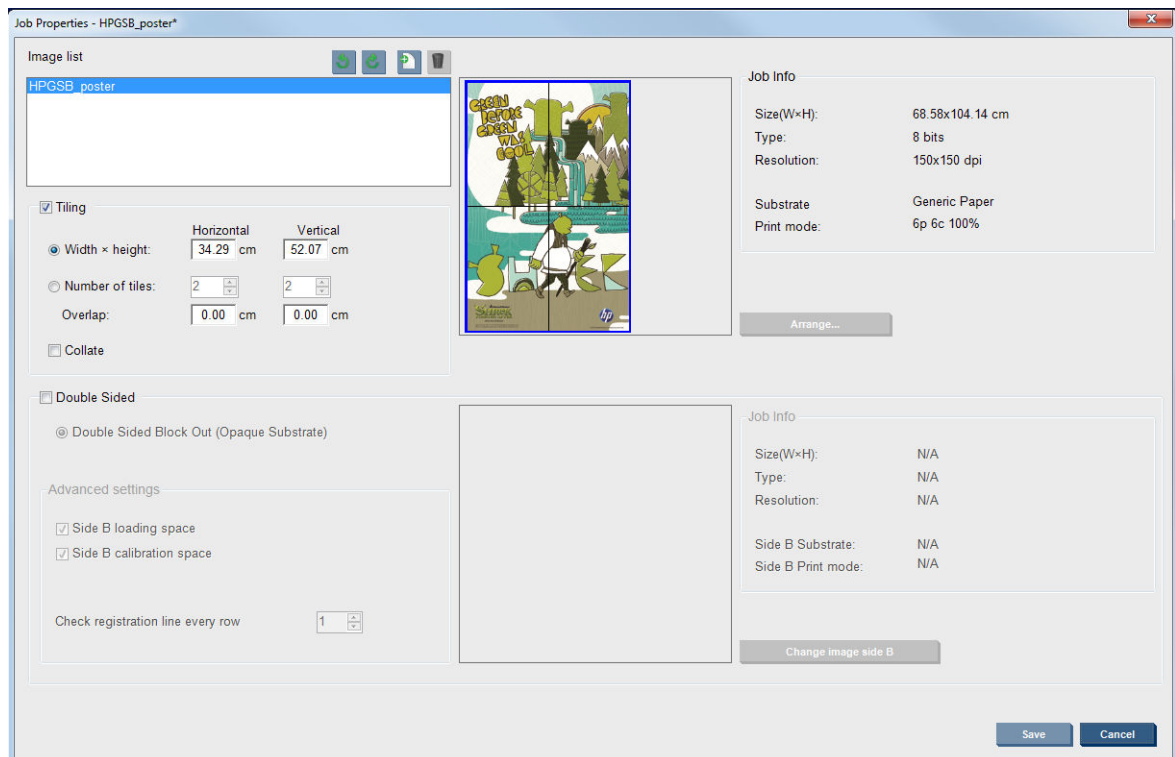 Job Properties - HPGSB_poster*
Image list
HPGSB_poster
Tiling
Horizontal Vertical
Width × height: 34.29 cm 52.07 cm
Number of tiles: 2 2
Overlap: 0.00 cm 0.00 cm
Collate
GREEN
BEFORE
GREEN
WAS
COOL
SHREK
hp
Job Info
Size(W×H): 68.58x104.14 cm
Type: 8 bits
Resolution: 150x150 dpi
Substrate Generic Paper
Print mode: 6p 6c 100%
Arrange...
Double Sided
Double Sided Block Out (Opaque Substrate)
Advanced settings
Side B loading space
Side B calibration space
Check registration line every row 1
Job Info
Size(W×H): N/A
Type: N/A
Resolution: N/A
Side B Substrate: N/A
Side B Print mode: N/A
Change image side B
Save Cancel